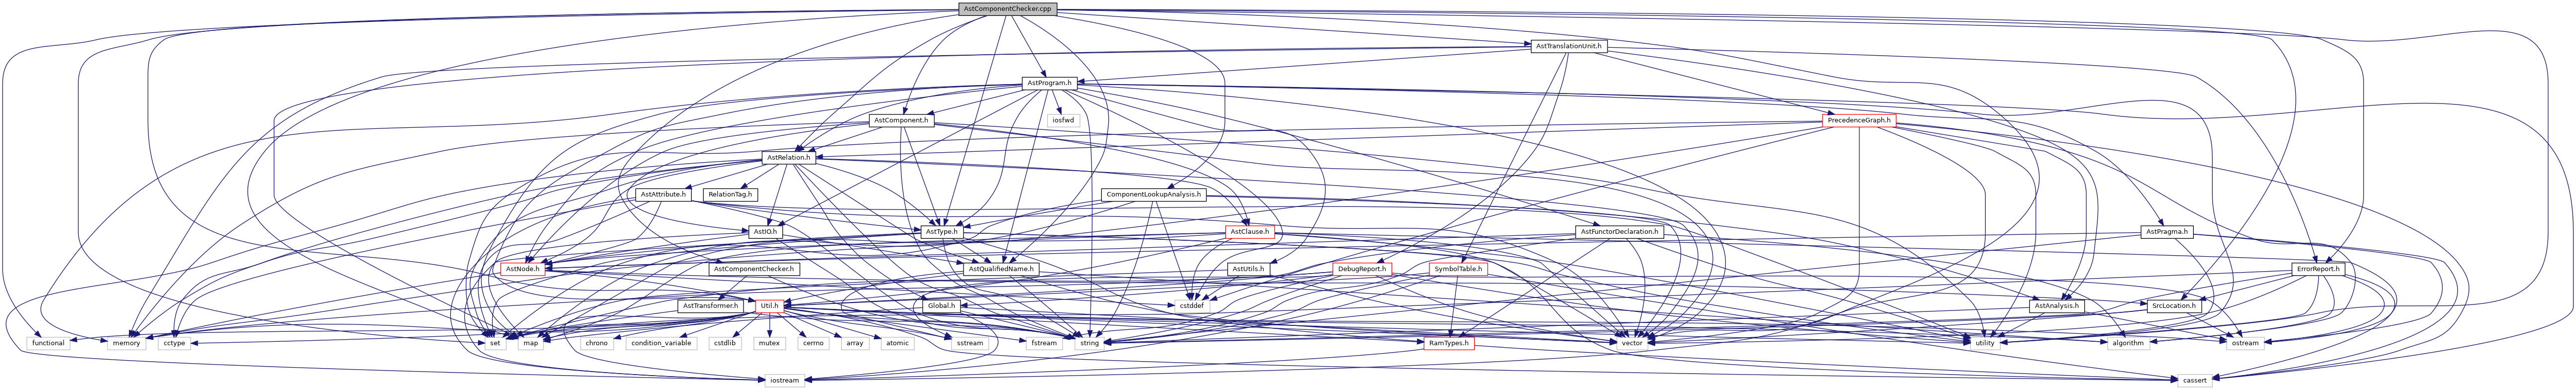 AstComponentChecker.cpp
AstTranslationUnit.h
AstProgram.h
AstComponent.h
iosfwd
PrecedenceGraph.h
AstRelation.h
AstAttribute.h
RelationTag.h
ComponentLookupAnalysis.h
AstIO.h
AstType.h
AstClause.h
AstFunctorDeclaration.h
AstPragma.h
AstNode.h
AstComponentChecker.h
AstQualifiedName.h
AstUtils.h
DebugReport.h
SymbolTable.h
ErrorReport.h
AstTransformer.h
Util.h
Global.h
cstddef
AstAnalysis.h
SrcLocation.h
functional
memory
cctype
set
map
chrono
condition_variable
cstdlib
mutex
cerrno
array
atomic
sstream
fstream
string
RamTypes.h
vector
utility
algorithm
ostream
iostream
cassert